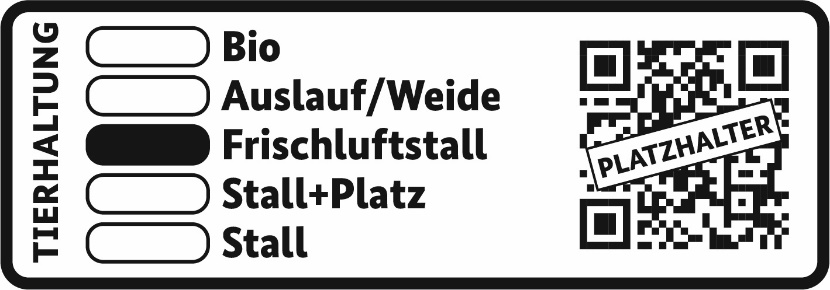 TIERHALTUNG
Bio
Auslauf/Weide
Frischluftstall
Stall+Platz
Stall
PLATZHALTER